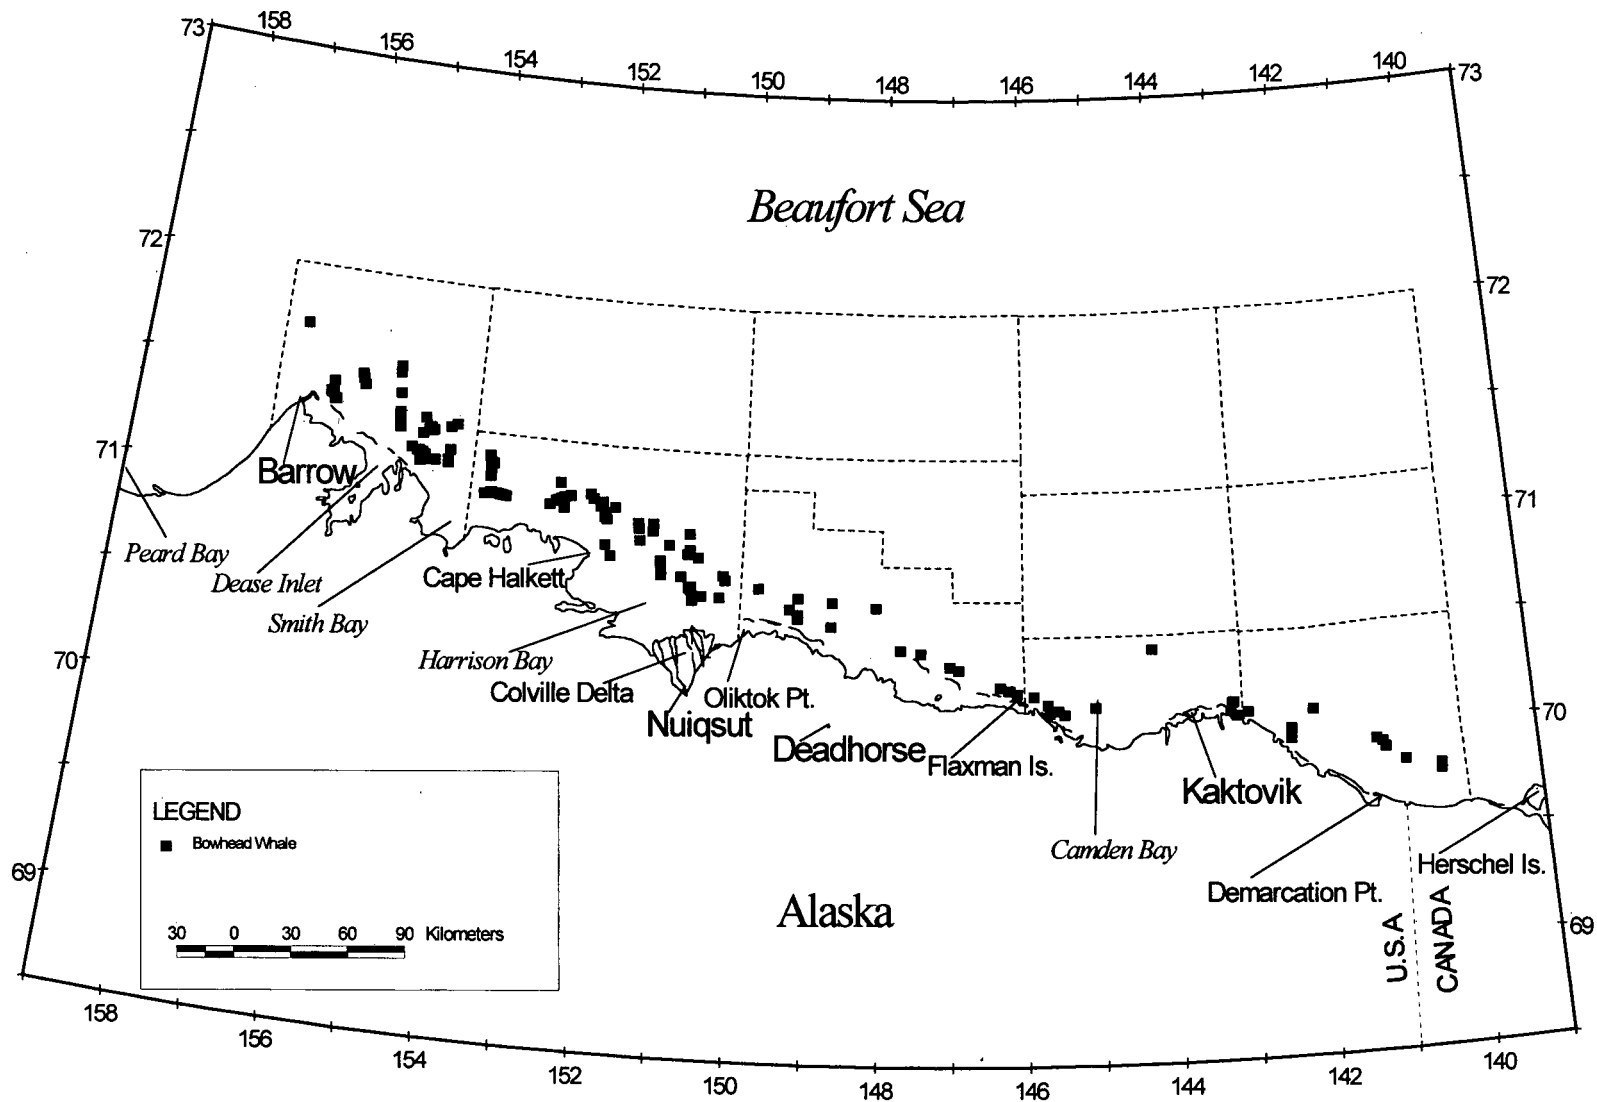 158
156
154
152
150
148
146
144
142
140
73
73
72
72
71
71
70
70
69
69
Beaufort Sea
Barrow
Peard Bay
Dease Inlet
Smith Bay
Cape Halkett
Harrison Bay
Colville Delta
Nuiqsut
Oliktok Pt.
Deadhorse
Flaxman Is.
Camden Bay
Kaktovik
Demarcation Pt.
Herschel Is.
U.S.A
CANADA
Alaska
LEGEND
Bowhead Whale
30 0 30 60 90 Kilometers
158
156
154
152
150
148
146
144
142
140